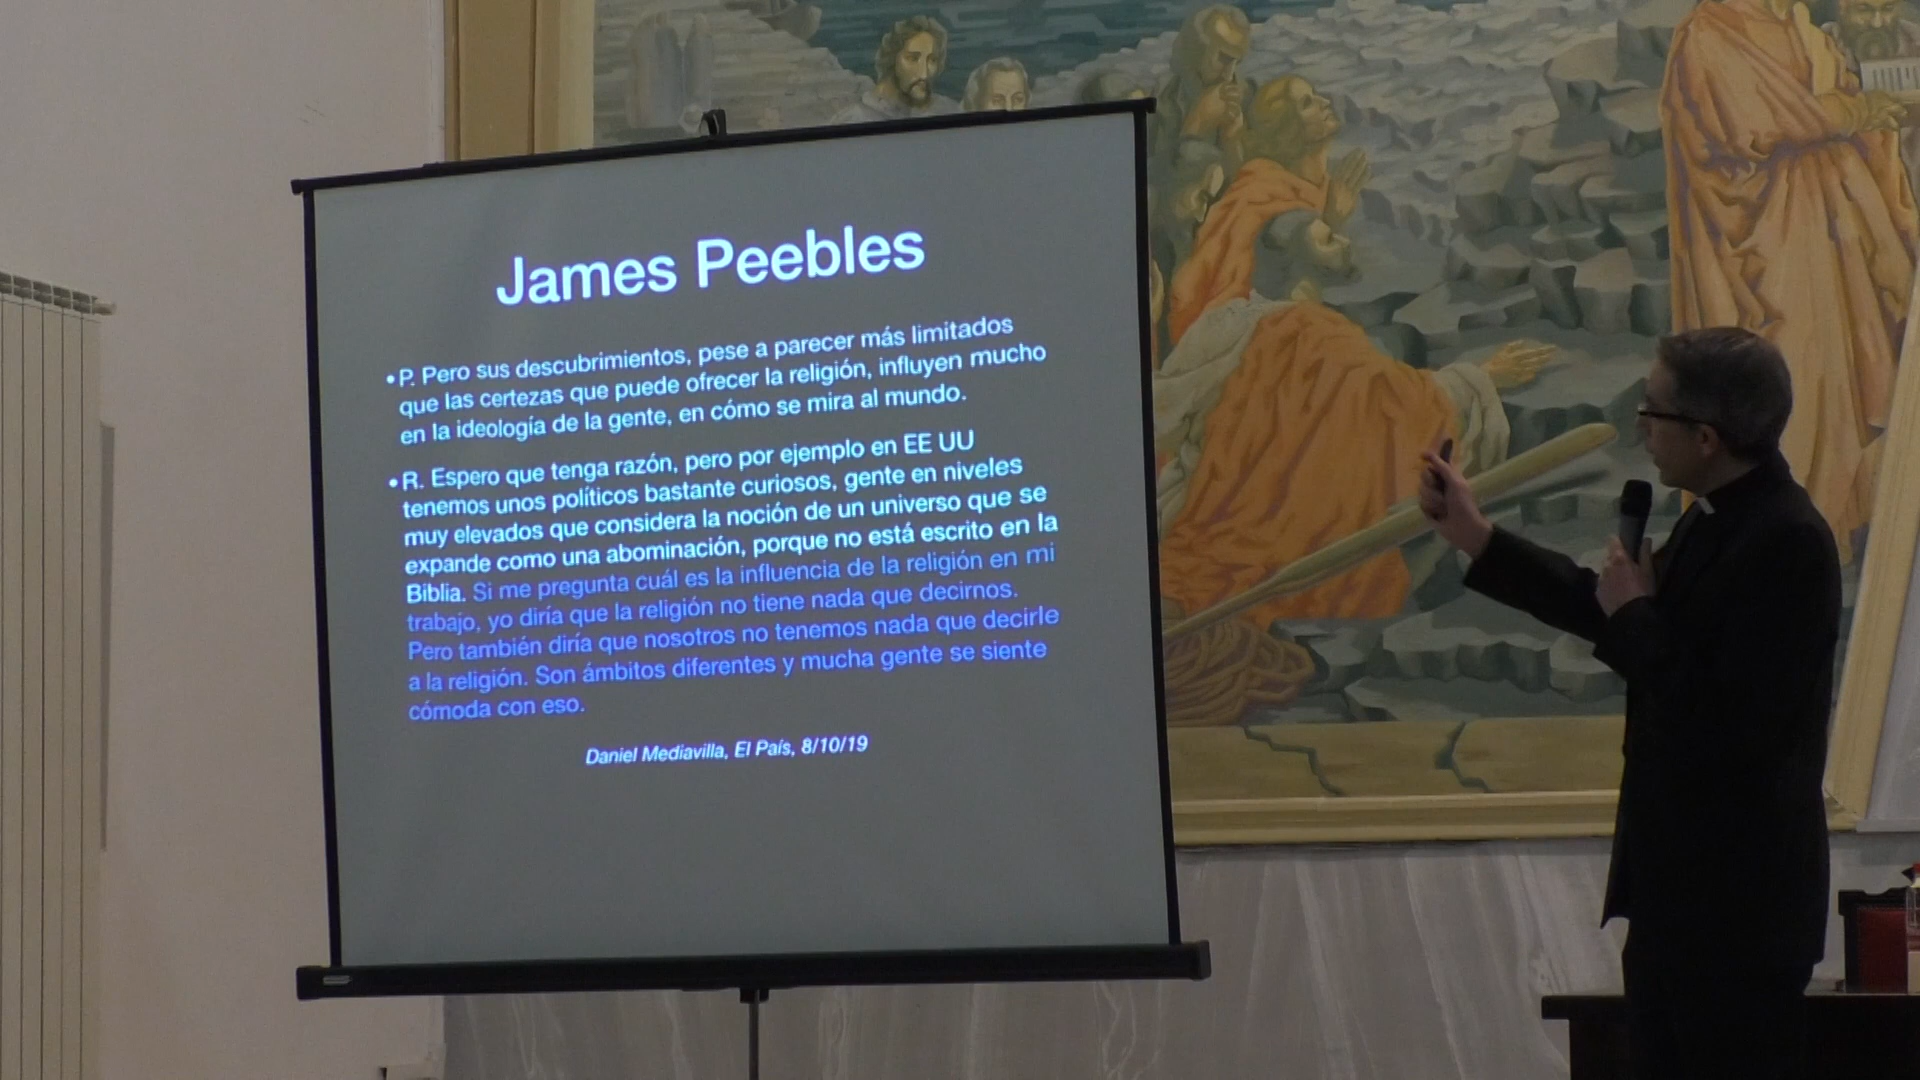 James Peebles
• P. Pero sus descubrimientos, pese a parecer más limitados
que las certezas que puede ofrecer la religión, influyen mucho
en la ideología de la gente, en cómo se mira al mundo.
• R. Espero que tenga razón, pero por ejemplo en EE UU
tenemos unos políticos bastante curiosos, gente en niveles
muy elevados que considera la noción de un universo que se
expande como una abominación, porque no está escrito en la
Biblia. Si me pregunta cuál es la influencia de la religión en mi
trabajo, yo diría que la religión no tiene nada que decirnos.
Pero también diría que nosotros no tenemos nada que decirle
a la religión. Son ámbitos diferentes y mucha gente se siente
cómoda con eso.
Daniel Mediavilla, El País, 8/10/19